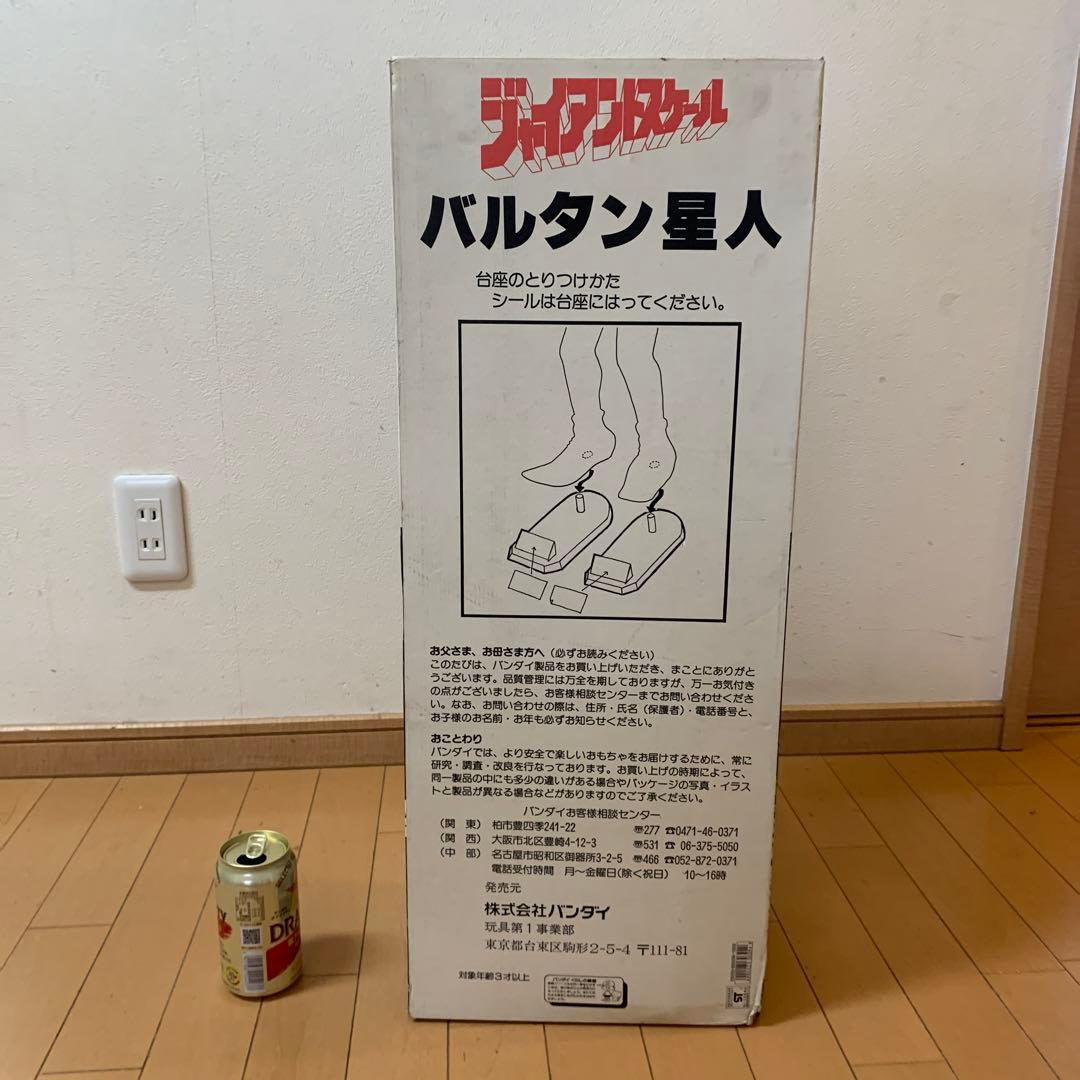 ジャイアントスケール
バルタン星人
台座のとりつけかた
シールは台座にはってください。
お父さま、お母さま方へ(必ずお読みください)
このたびは、バンダイ製品をお買い上げいただき、まことにありがと
うございます。品質管理には万全を期しておりますが、万一お気付き
の点がございましたら、お客様相談センターまでお問い合わせくださ
い。なお、お問い合わせの際は、住所・氏名(保護者)・電話番号と、
お子様のお名前・お年も必ずお知らせください。
おことわり
バンダイでは、より安全で楽しいおもちゃをお届けするために、常に
研究・調査・改良を行なっております。お買い上げの時期によって、
同一製品の中にも多少の違いがある場合やパッケージの写真・イラス
トと製品が異なる場合などがありますのでご了承ください。
バンダイお客様相談センター
(関 東) 柏市豊四季241-22 〠277 ☎0471-46-0371
(関 西) 大阪市北区豊崎4-12-3 〠531 ☎06-375-5050
(中 部) 名古屋市昭和区御器所3-2-5 〠466 ☎052-872-0371
電話受付時間 月〜金曜日(除く祝日) 10〜16時
発売元
株式会社バンダイ
玩具第1事業部
東京都台東区駒形2-5-4 〒111-81
対象年齢3才以上
ST
DRA